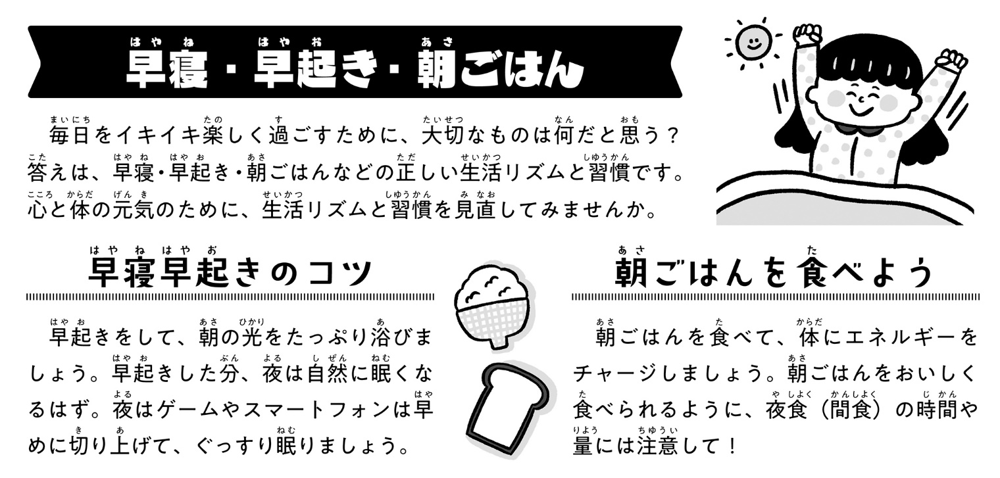 早寝・早起き・朝ごはん
毎日をイキイキ楽しく過ごすために、大切なものは何だと思う？
答えは、早寝・早起き・朝ごはんなどの正しい生活リズムと習慣です。
心と体の元気のために、生活リズムと習慣を見直してみませんか。
早寝早起きのコツ
早起きをして、朝の光をたっぷり浴びま
しょう。早起きした分、夜は自然に眠くな
るはず。夜はゲームやスマートフォンは早
めに切り上げて、ぐっすり眠りましょう。
朝ごはんを食べよう
朝ごはんを食べて、体にエネルギーを
チャージしましょう。朝ごはんをおいしく
食べられるように、夜食（間食）の時間や
量には注意して！